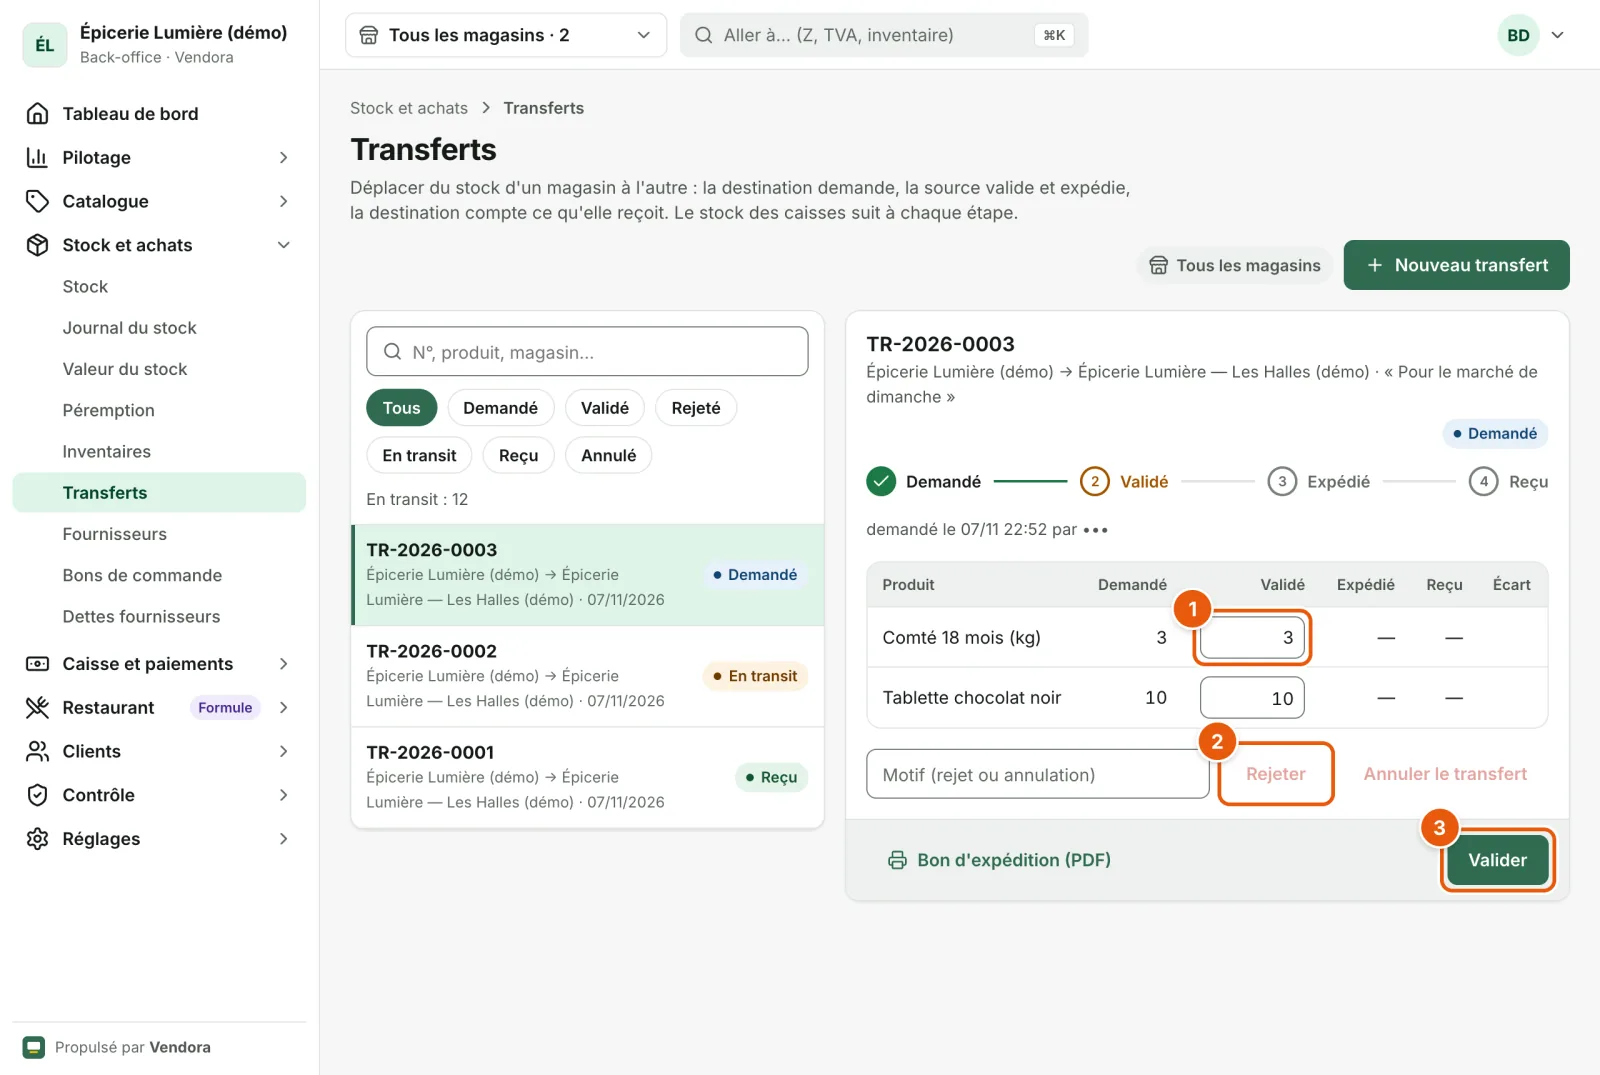 ÉL
Épicerie Lumière (démo)
Back-office · Vendora
Tableau de bord
Pilotage
Catalogue
Stock et achats
Stock
Journal du stock
Valeur du stock
Péremption
Inventaires
Transferts
Fournisseurs
Bons de commande
Dettes fournisseurs
Caisse et paiements
Restaurant Formule
Clients
Contrôle
Réglages
Propulsé par Vendora
Tous les magasins · 2
Aller à... (Z, TVA, inventaire) ⌘K
BD
Stock et achats > Transferts
Transferts
Déplacer du stock d'un magasin à l'autre : la destination demande, la source valide et expédie,
la destination compte ce qu'elle reçoit. Le stock des caisses suit à chaque étape.
Tous les magasins
+ Nouveau transfert
N°, produit, magasin...
Tous Demandé Validé Rejeté
En transit Reçu Annulé
En transit : 12
TR-2026-0003
Épicerie Lumière (démo) → Épicerie
Lumière — Les Halles (démo) · 07/11/2026
Demandé
TR-2026-0002
Épicerie Lumière (démo) → Épicerie
Lumière — Les Halles (démo) · 07/11/2026
En transit
TR-2026-0001
Épicerie Lumière (démo) → Épicerie
Lumière — Les Halles (démo) · 07/11/2026
Reçu
TR-2026-0003
Épicerie Lumière (démo) → Épicerie Lumière — Les Halles (démo) · « Pour le marché de
dimanche »
Demandé
Demandé 2 Validé 3 Expédié 4 Reçu
demandé le 07/11 22:52 par •••
Produit Demandé Validé Expédié Reçu Écart
1
Comté 18 mois (kg) 3 3 — —
Tablette chocolat noir 10 10 — —
2
Motif (rejet ou annulation) Rejeter Annuler le transfert
3
Bon d'expédition (PDF) Valider